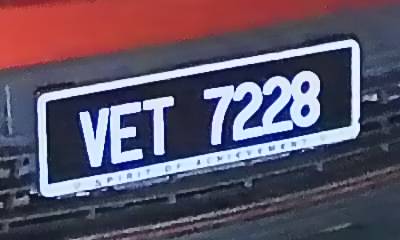 VET 7228
SPIRIT OF ACHIEVEMENT